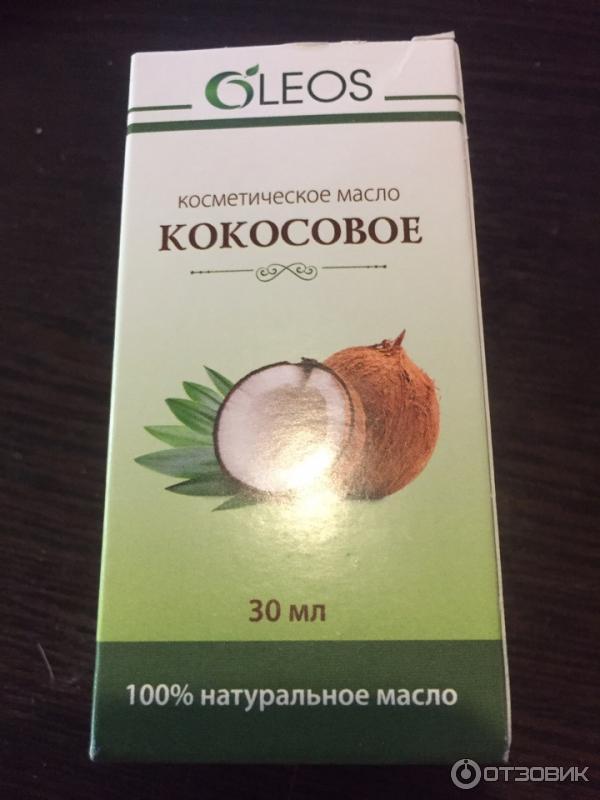 OLEOS
косметическое масло
КОКОСОВОЕ
30 мл
100% натуральное масло
ОТЗОВИК